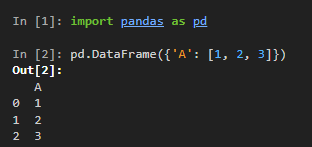 In [1]: import pandas as pd
In [2]: pd.DataFrame({'A': [1, 2, 3]})
Out[2]:
   A
0  1
1  2
2  3